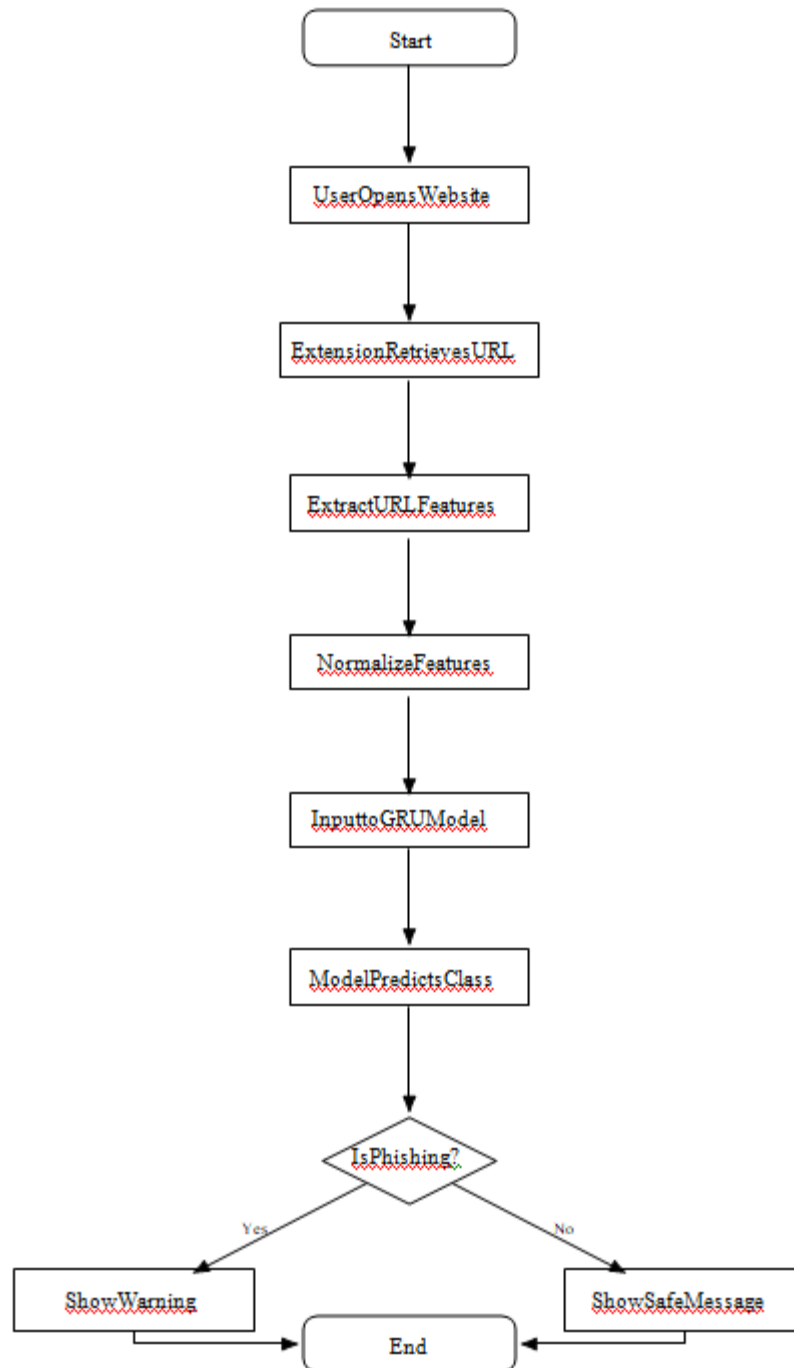 Start
UserOpensWebsite
ExtensionRetrievesURL
ExtractURLFeatures
NormalizeFeatures
InputtoGRUModel
ModelPredictsClass
IsPhishing?
Yes
No
ShowWarning
ShowSafeMessage
End